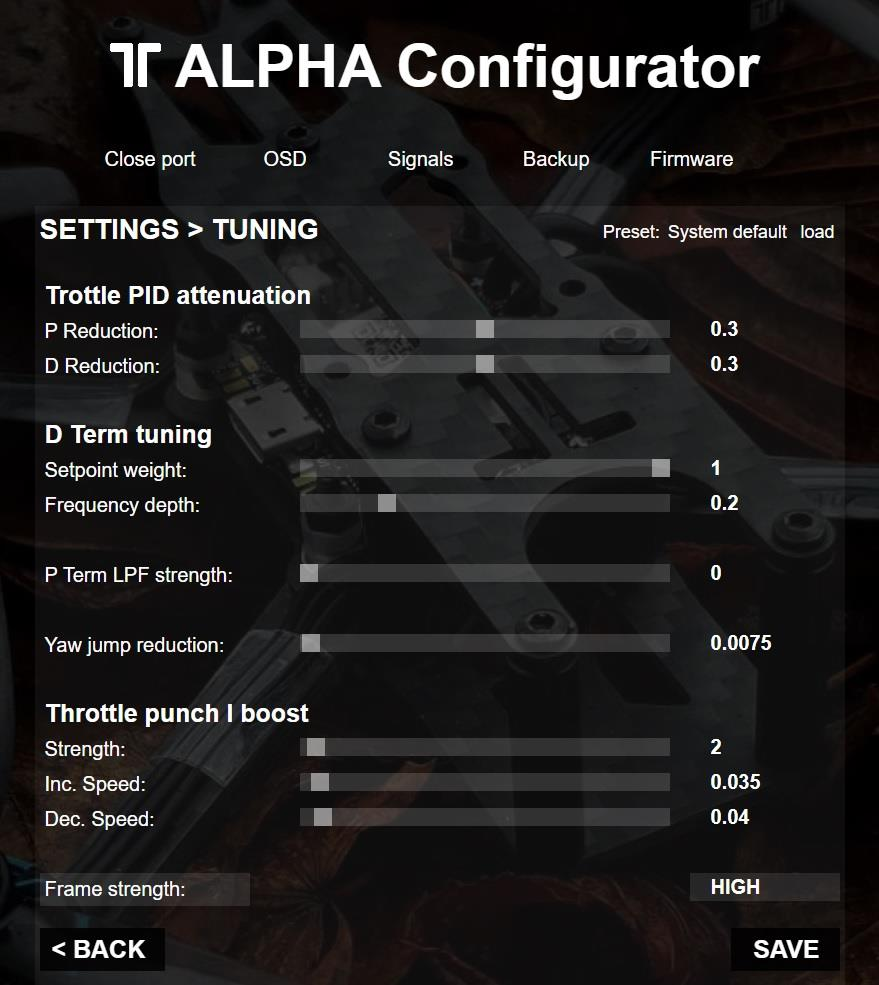 ALPHA Configurator
Close port OSD Signals Backup Firmware
SETTINGS > TUNING Preset: System default load
Trottle PID attenuation
P Reduction: 0.3
D Reduction: 0.3
D Term tuning
Setpoint weight: 1
Frequency depth: 0.2
P Term LPF strength: 0
Yaw jump reduction: 0.0075
Throttle punch I boost
Strength: 2
Inc. Speed: 0.035
Dec. Speed: 0.04
Frame strength: HIGH
< BACK SAVE